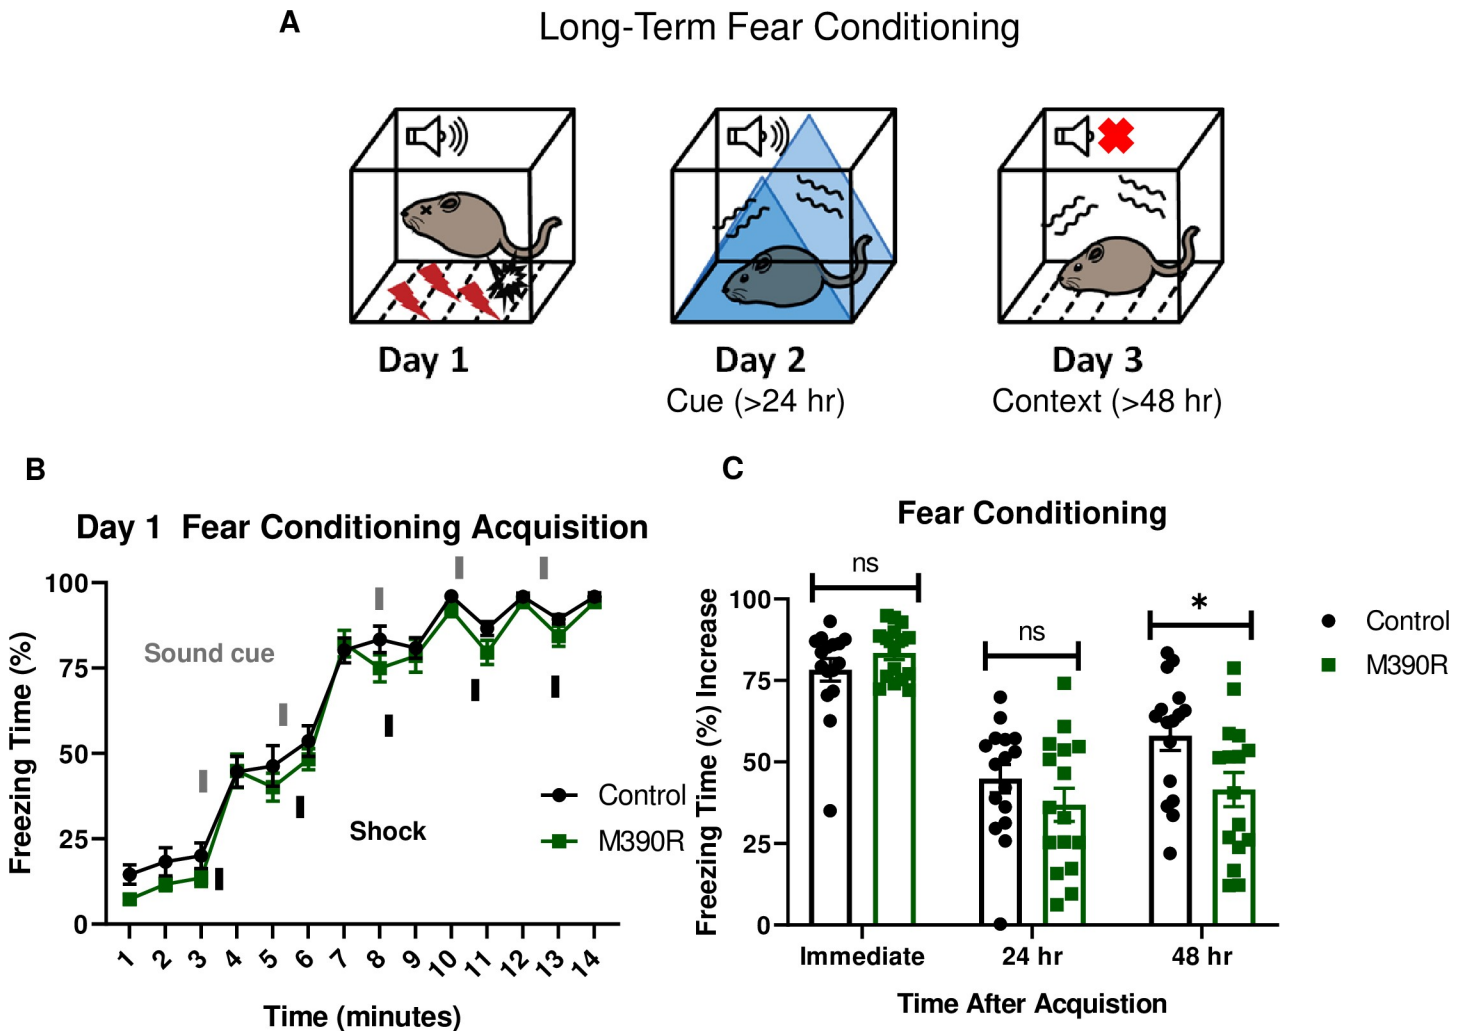 A
Long-Term Fear Conditioning
Day 1
Day 2
Day 3
Cue (>24 hr)
Context (>48 hr)
B
Day 1 Fear Conditioning Acquisition
Freezing Time (%)
100
75
50
25
0
Sound cue
Shock
Control
M390R
1 2 3 4 5 6 7 8 9 10 11 12 13 14
Time (minutes)
C
Fear Conditioning
Freezing Time (%) Increase
100
75
50
25
0
ns
ns
*
Control
M390R
Immediate 24 hr 48 hr
Time After Acquistion